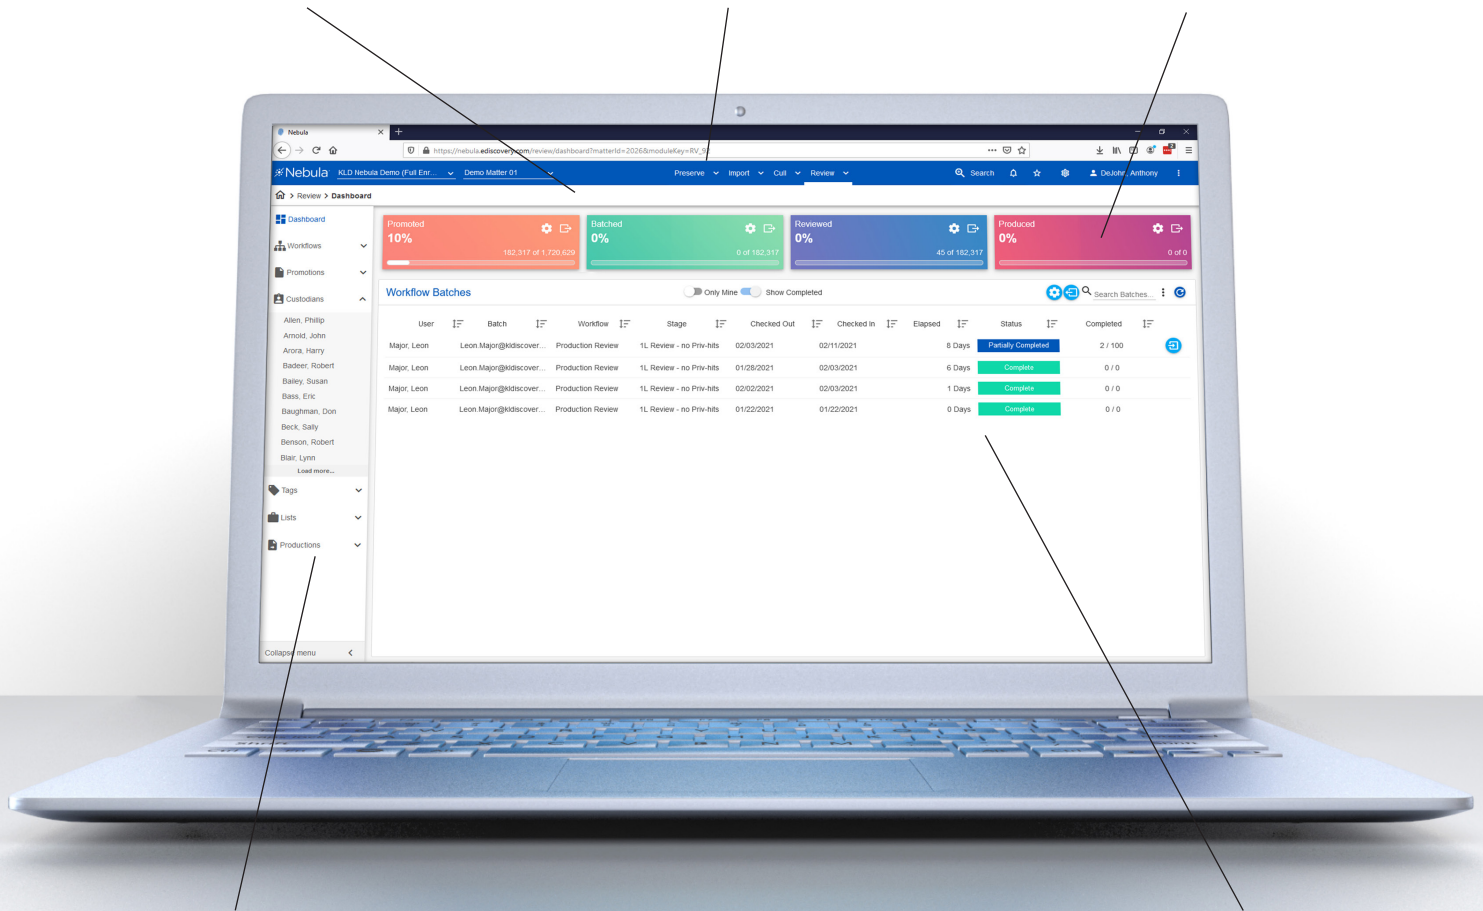 Nebula
https://nebula.ediscovery.com/review/dashboard?matterId=2026&moduleKey=RV_92
Nebula KLD Nebula Demo (Full Enr... Demo Matter 01 Preserve Import Cull Review Search DeJohn, Anthony
> Review > Dashboard
Dashboard
Workflows
Promotions
Custodians
Allen, Phillip
Arnold, John
Arora, Harry
Badeer, Robert
Bailey, Susan
Bass, Eric
Baughman, Don
Beck, Sally
Benson, Robert
Blair, Lynn
Load more...
Tags
Lists
Productions
Collapse menu
Promoted
10%
182,317 of 1,720,629
Batched
0%
0 of 182,317
Reviewed
0%
45 of 182,317
Produced
0%
0 of 0
Workflow Batches Only Mine Show Completed Search Batches...
User Batch Workflow Stage Checked Out Checked In Elapsed Status Completed
Major, Leon Leon.Major@kldiscover... Production Review 1L Review - no Priv-hits 02/03/2021 02/11/2021 8 Days Partially Completed 2 / 100
Major, Leon Leon.Major@kldiscover... Production Review 1L Review - no Priv-hits 01/28/2021 02/03/2021 6 Days Complete 0 / 0
Major, Leon Leon.Major@kldiscover... Production Review 1L Review - no Priv-hits 02/02/2021 02/03/2021 1 Days Complete 0 / 0
Major, Leon Leon.Major@kldiscover... Production Review 1L Review - no Priv-hits 01/22/2021 01/22/2021 0 Days Complete 0 / 0